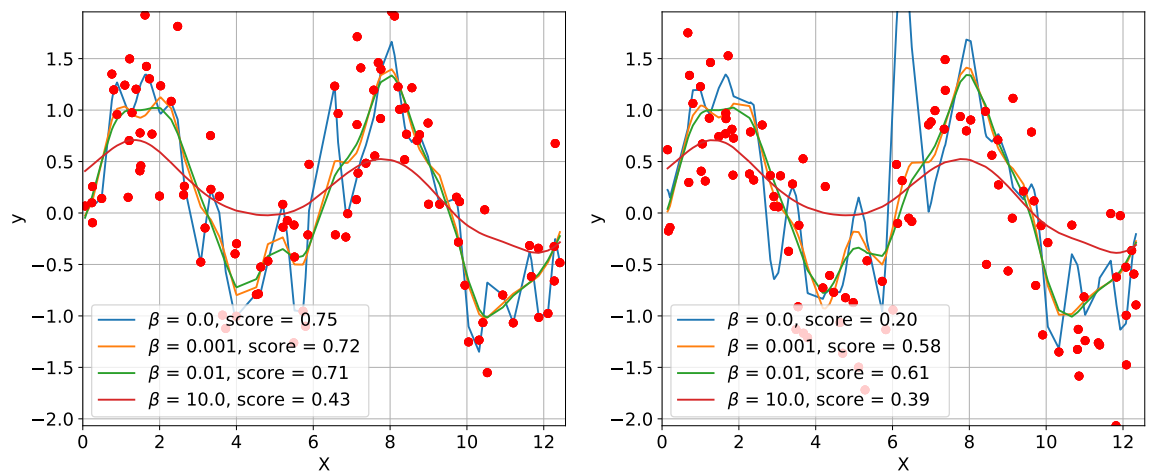 1.5
1.0
0.5
0.0
−0.5
−1.0
−1.5
−2.0
y
β = 0.0, score = 0.75
β = 0.001, score = 0.72
β = 0.01, score = 0.71
β = 10.0, score = 0.43
0 2 4 6 8 10 12
X
1.5
1.0
0.5
0.0
−0.5
−1.0
−1.5
−2.0
y
β = 0.0, score = 0.20
β = 0.001, score = 0.58
β = 0.01, score = 0.61
β = 10.0, score = 0.39
0 2 4 6 8 10 12
X